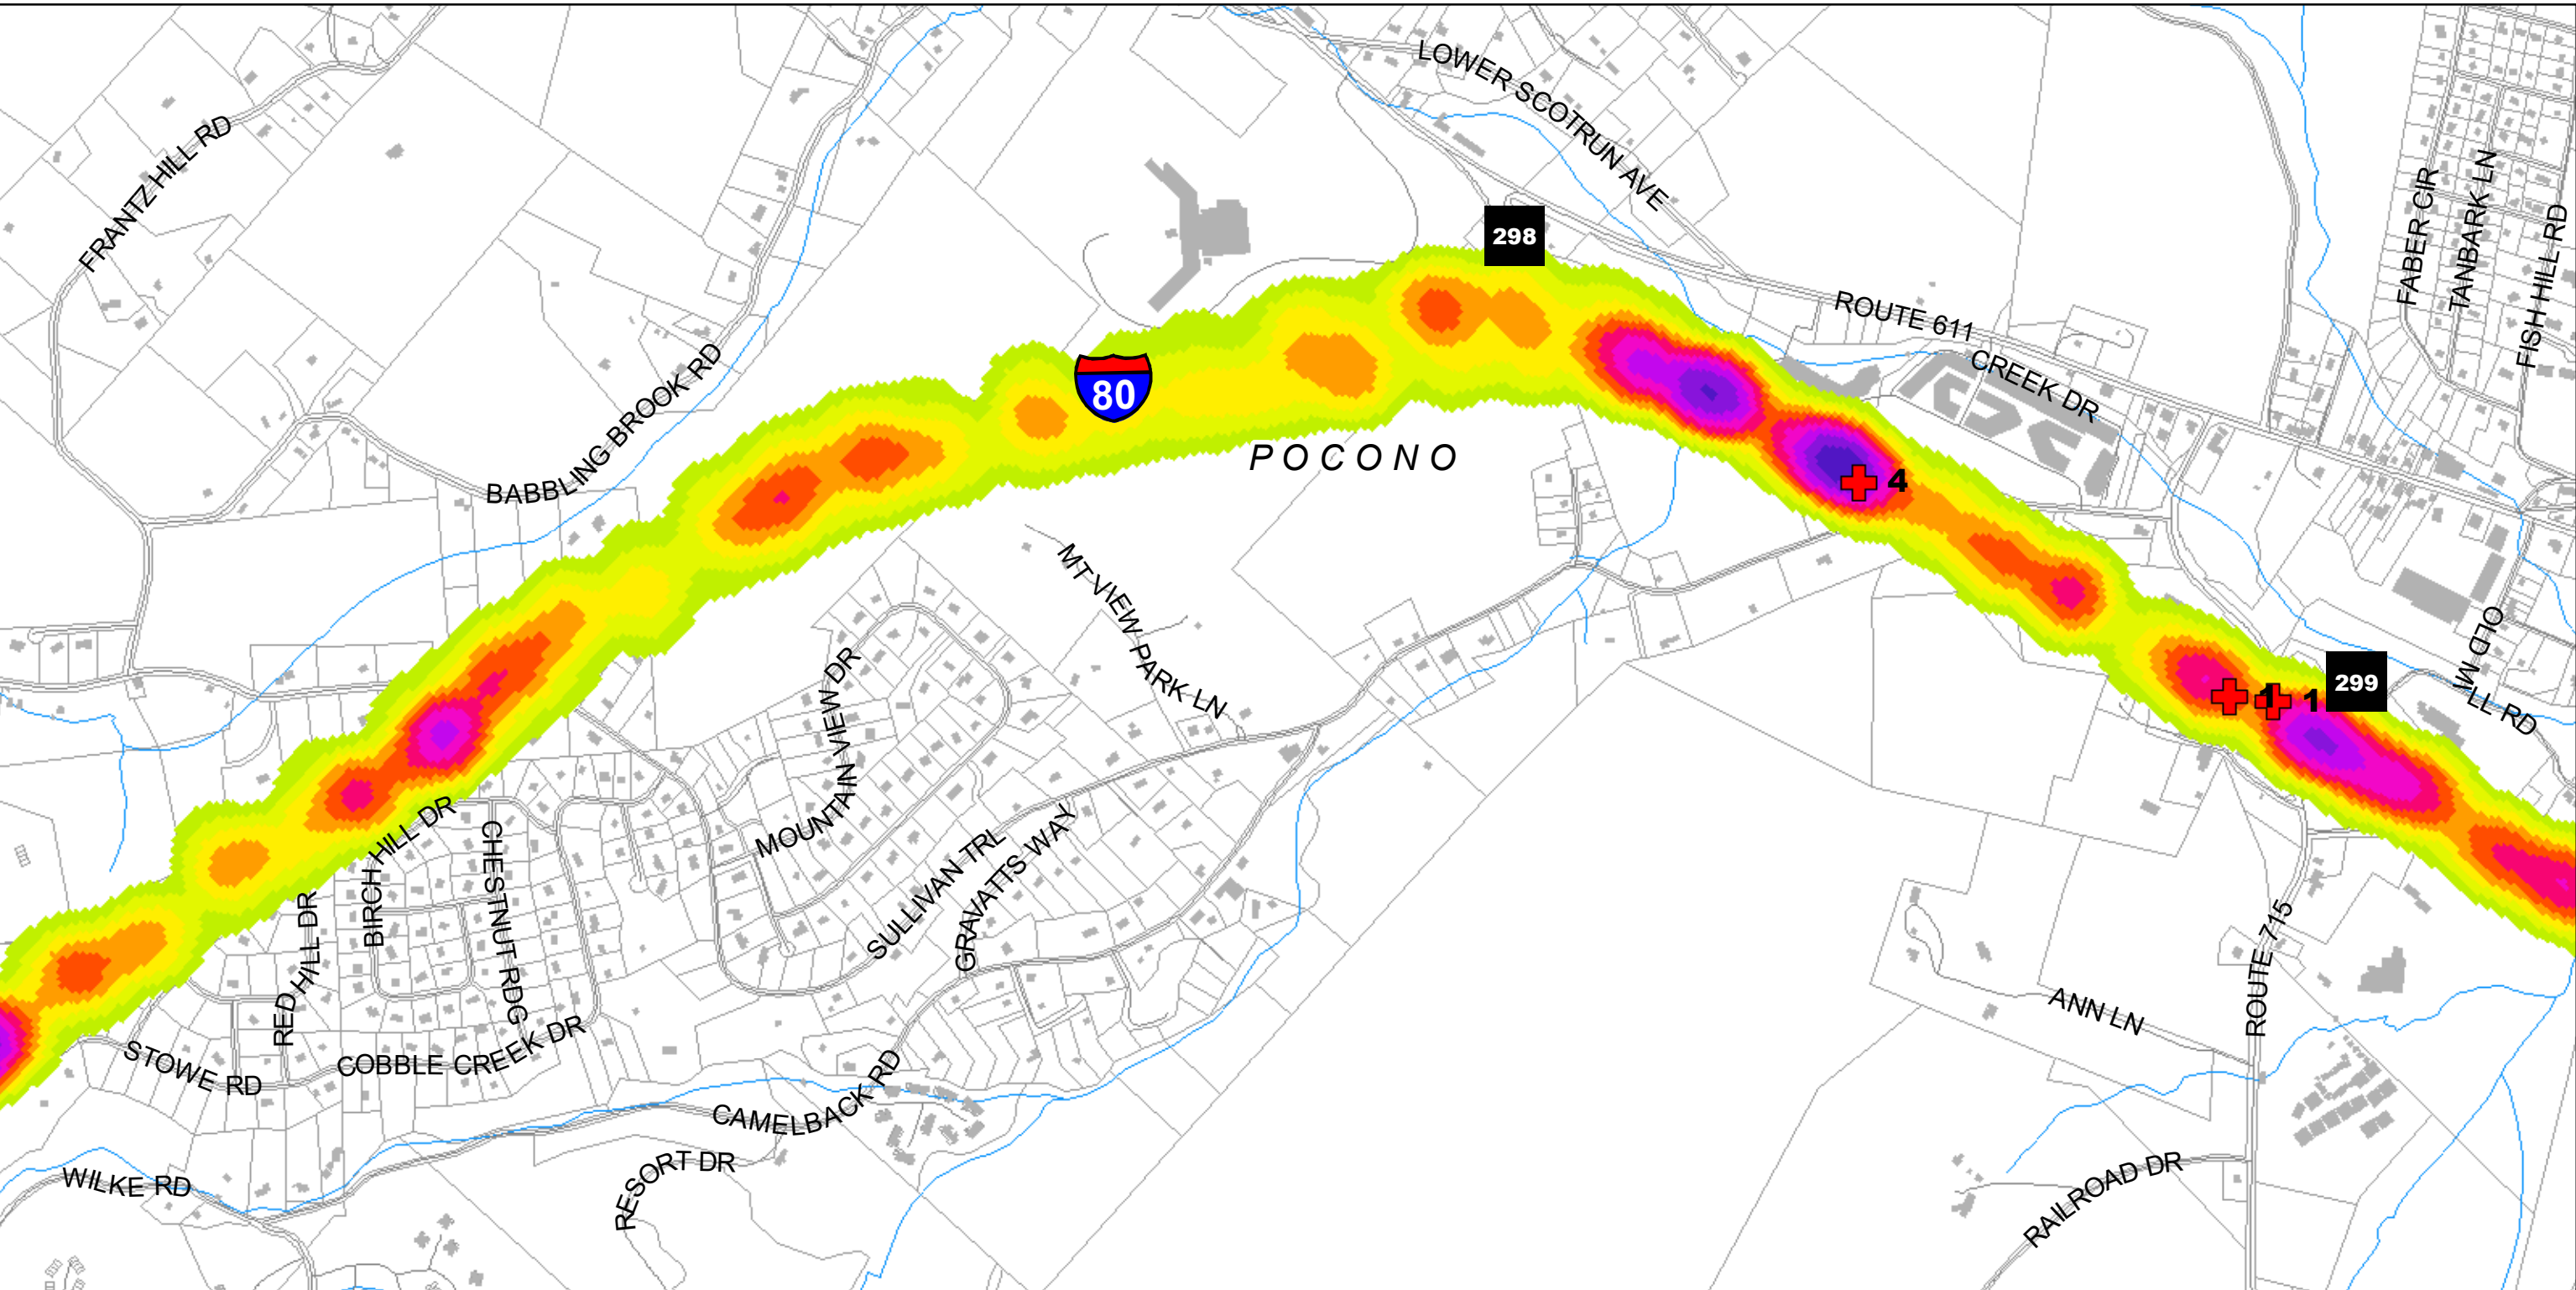 LOWER SCOTRUN AVE
FRANTZ HILL RD
298
FABER CIR
TANBARK LN
FISH HILL RD
ROUTE 611
CREEK DR
80
BABBLING BROOK RD
POCONO
4
MT VIEW PARK LN
OLD MILL RD
MOUNTAIN VIEW DR
1
1
299
BIRCH HILL DR
CHESTNUT RDG
SULLIVAN TRL
GRAVATTS WAY
RED HILL DR
ROUTE 715
ANN LN
STOWE RD
COBBLE CREEK DR
CAMELBACK RD
WILKE RD
RESORT DR
RAILROAD DR